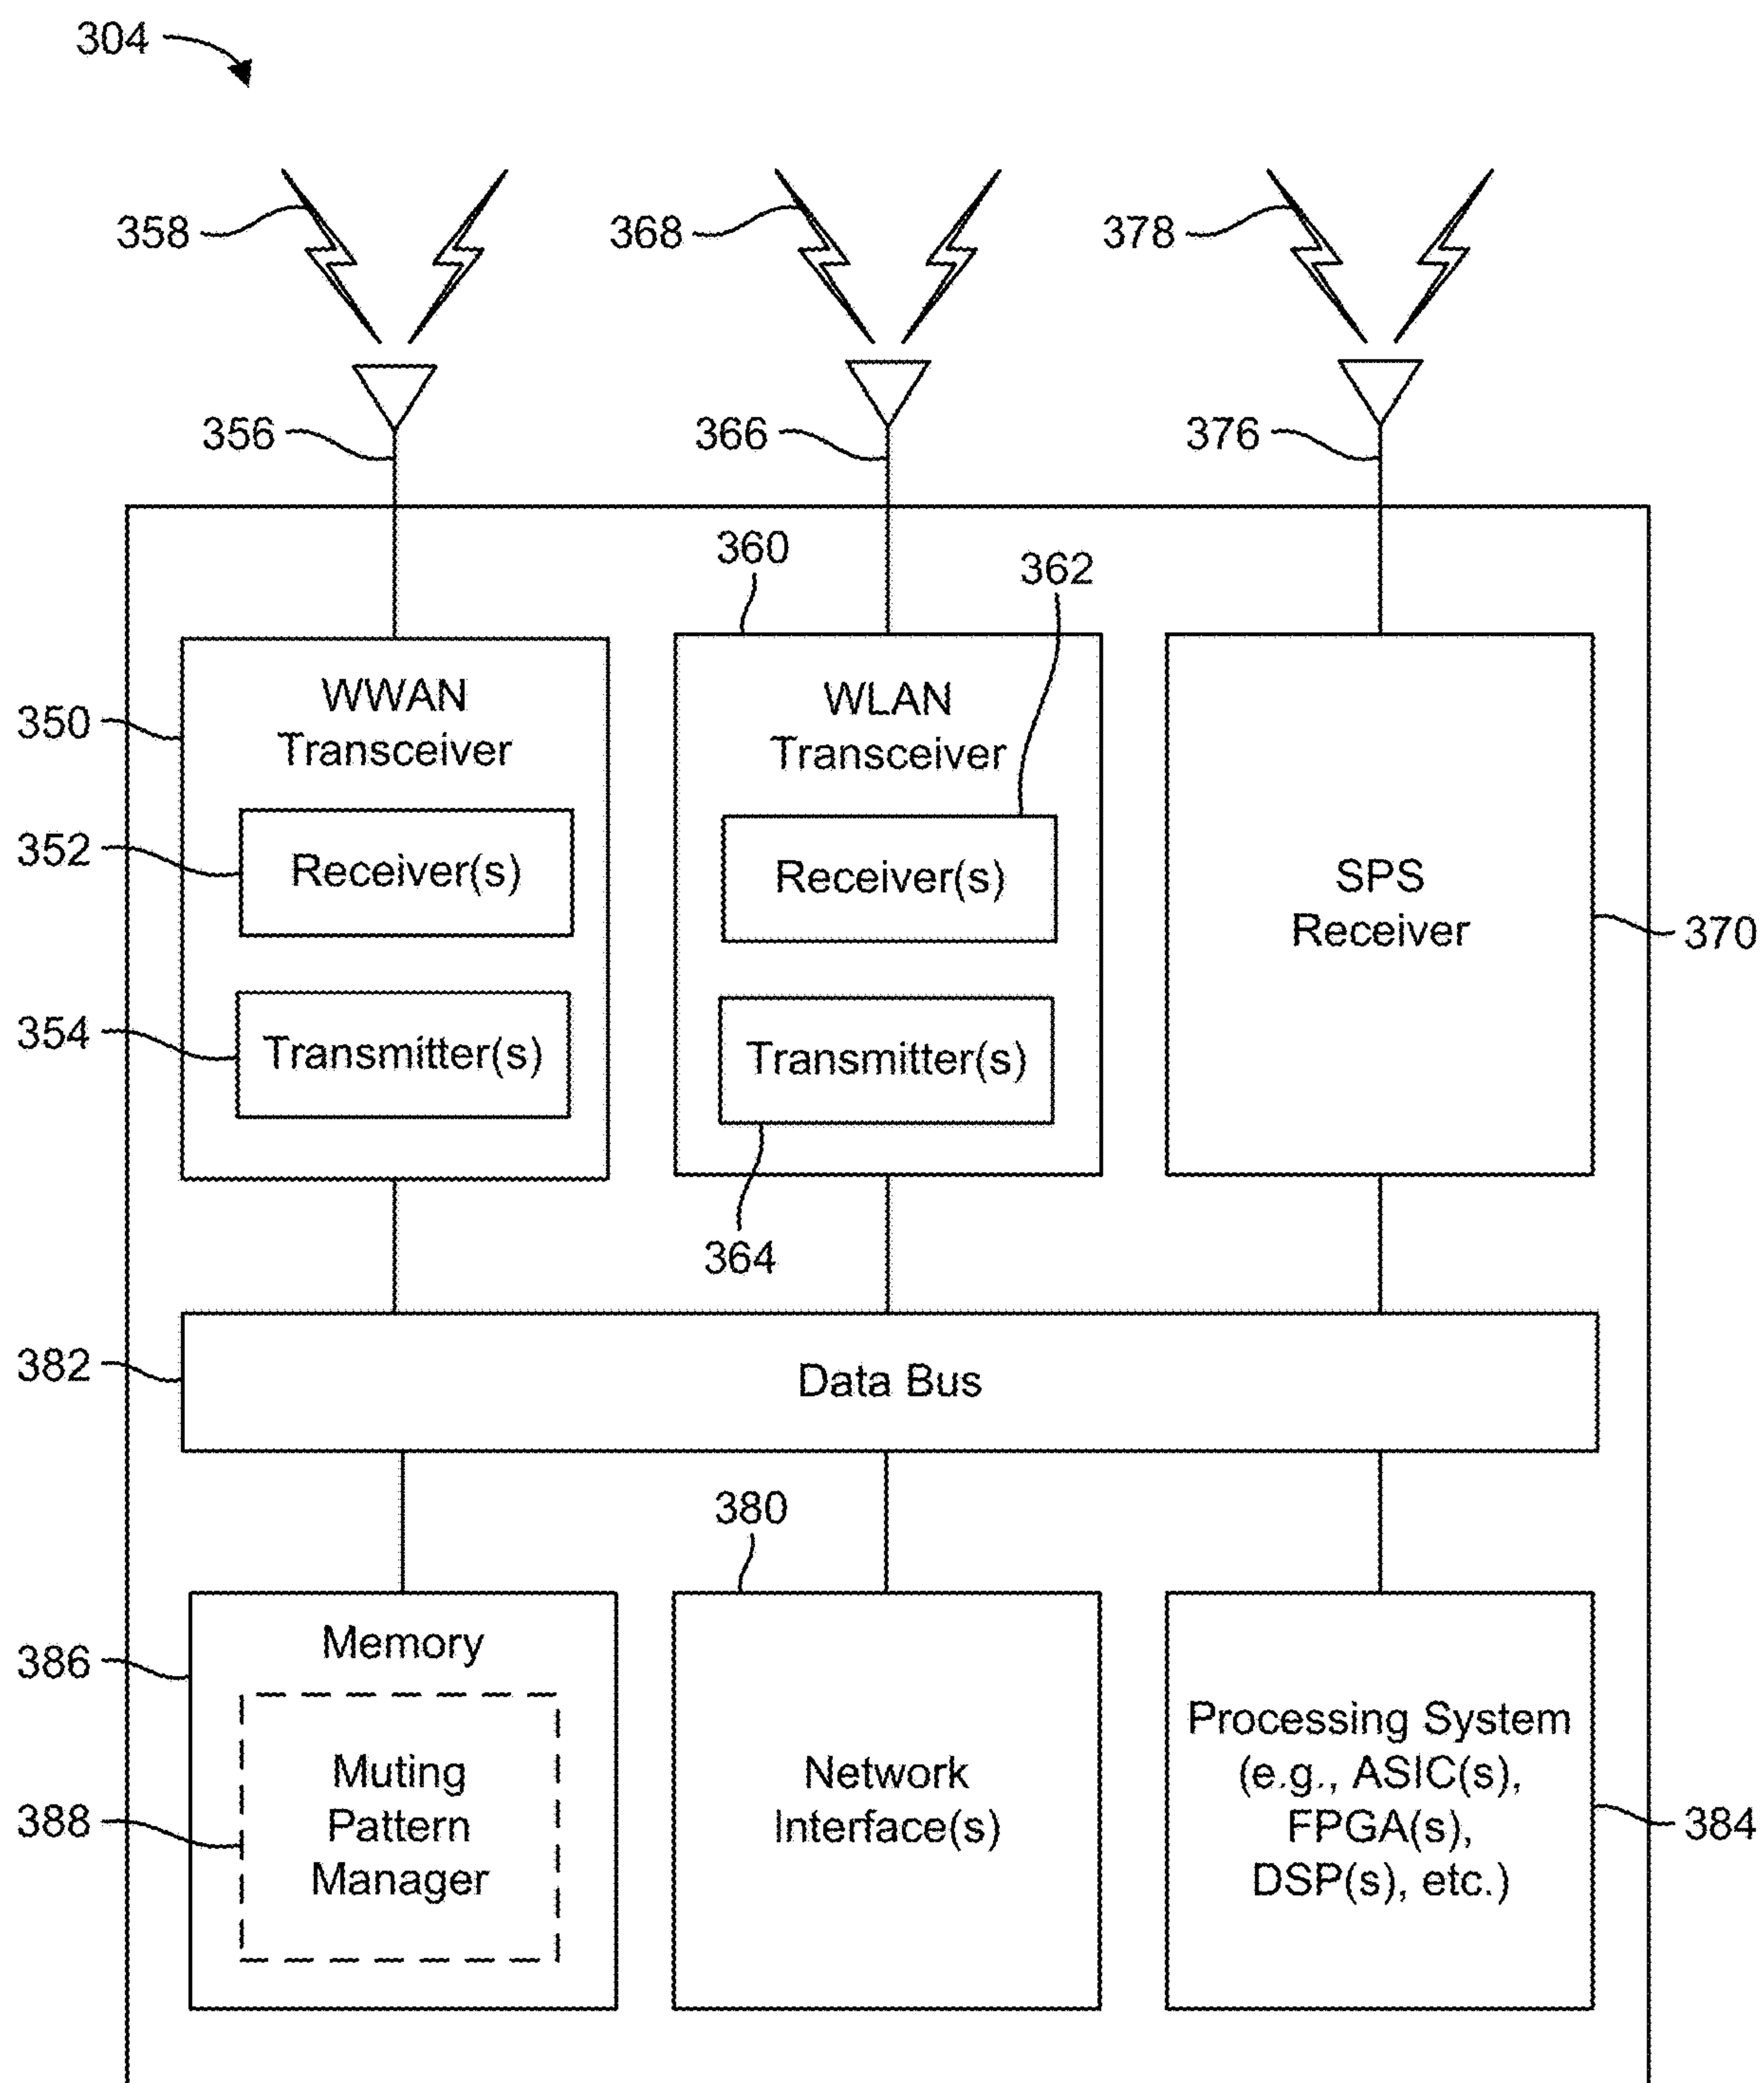 304
358
368
378
356
366
376
360
362
WWAN
Transceiver
WLAN
Transceiver
350
352
Receiver(s)
Receiver(s)
SPS
Receiver
370
354
Transmitter(s)
Transmitter(s)
364
382
Data Bus
380
386
Memory
388
Muting
Pattern
Manager
Network
Interface(s)
Processing System
(e.g., ASIC(s),
FPGA(s),
DSP(s), etc.)
384